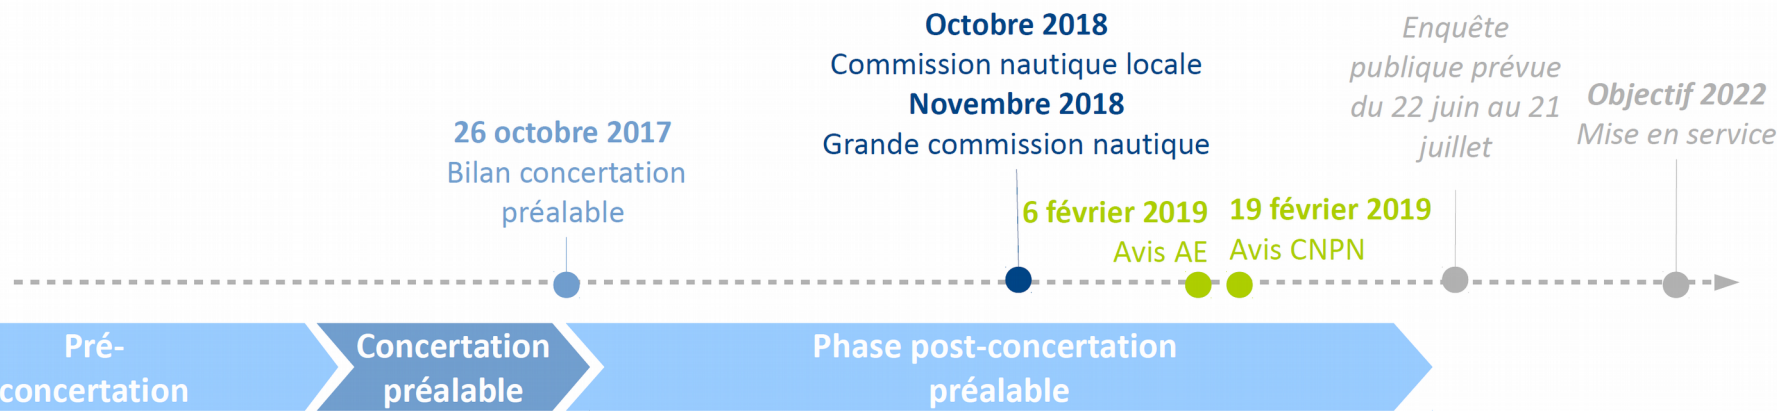 26 octobre 2017
Bilan concertation
préalable
Octobre 2018
Commission nautique locale
Novembre 2018
Grande commission nautique
6 février 2019
Avis AE
19 février 2019
Avis CNPN
Enquête
publique prévue
du 22 juin au 21
juillet
Objectif 2022
Mise en service
Pré-
concertation
Concertation
préalable
Phase post-concertation
préalable